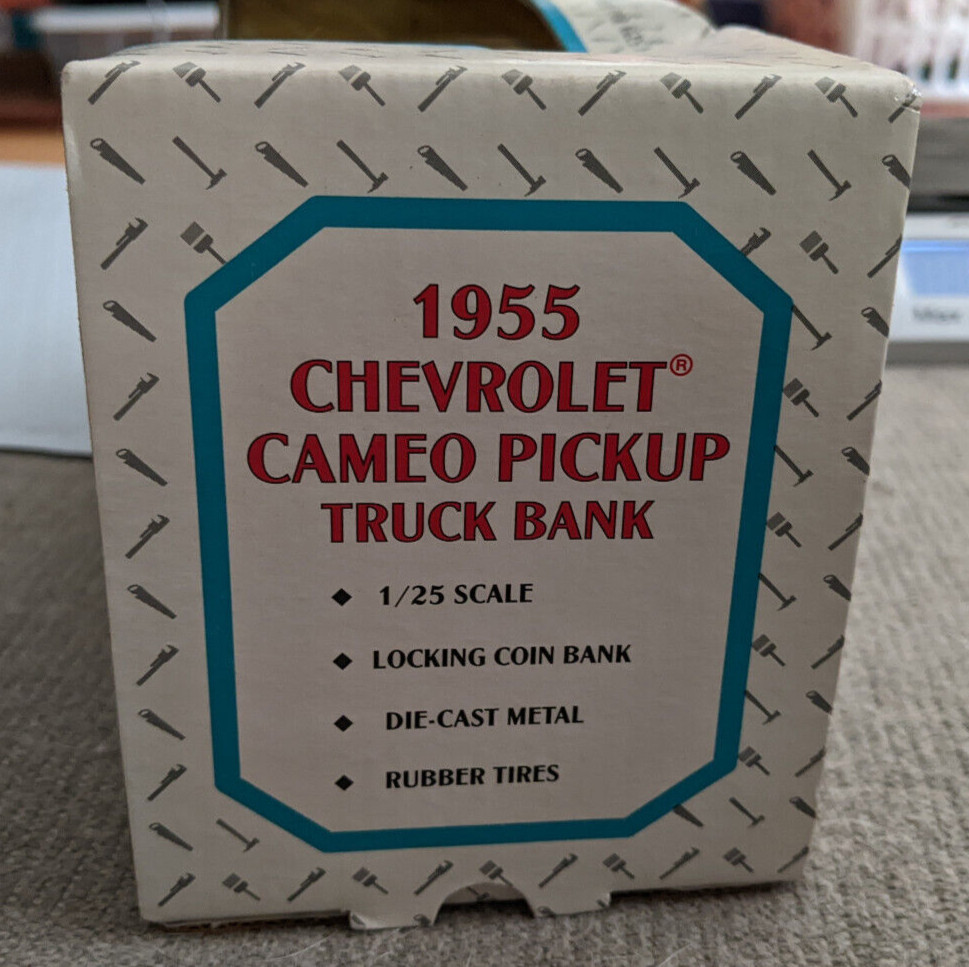 1955
CHEVROLET®
CAMEO PICKUP
TRUCK BANK
◆ 1/25 SCALE
◆ LOCKING COIN BANK
◆ DIE-CAST METAL
◆ RUBBER TIRES